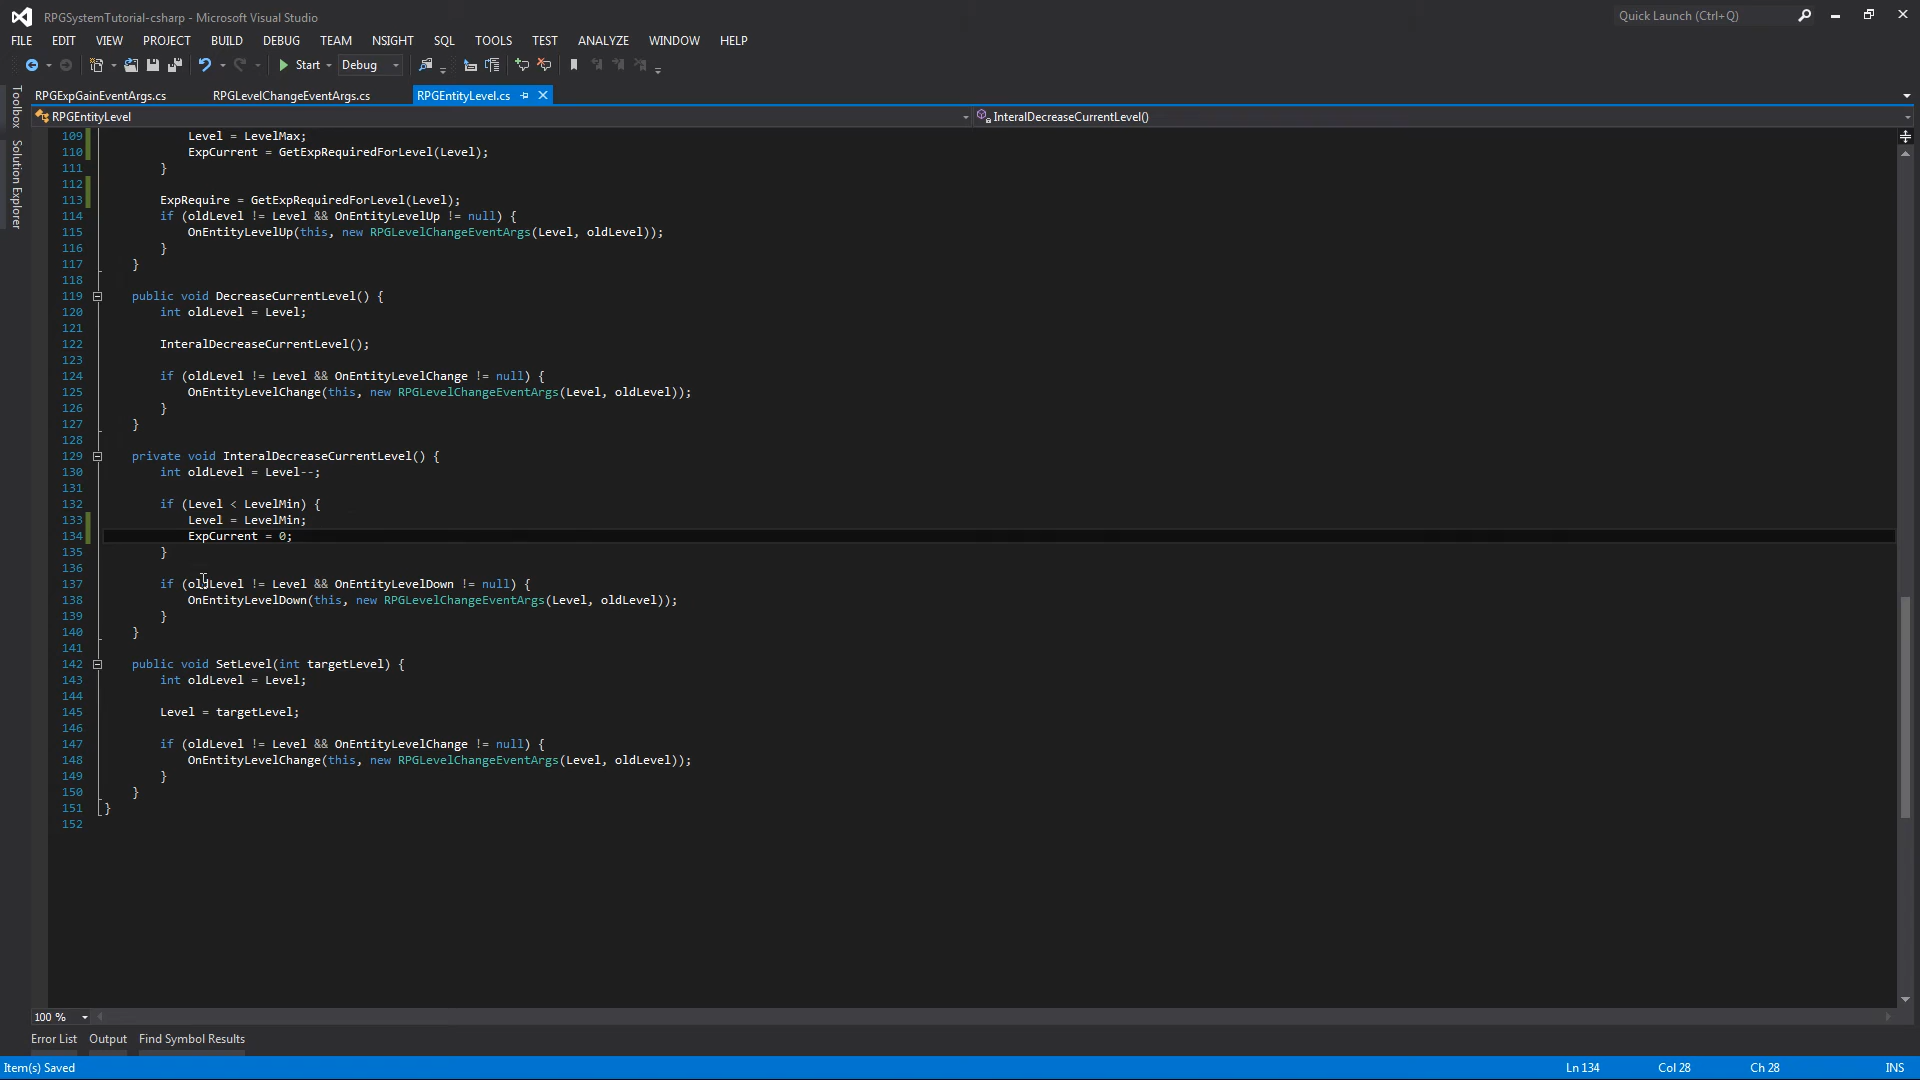 RPGSystemTutorial-csharp - Microsoft Visual Studio
Quick Launch (Ctrl+Q)
FILE EDIT VIEW PROJECT BUILD DEBUG TEAM NSIGHT SQL TOOLS TEST ANALYZE WINDOW HELP
Start Debug
Toolbox
Solution Explorer
RPGExpGainEventArgs.cs RPGLevelChangeEventArgs.cs RPGEntityLevel.cs
RPGEntityLevel InteralDecreaseCurrentLevel()
109 Level = LevelMax;
110 ExpCurrent = GetExpRequiredForLevel(Level);
111 }
112
113 ExpRequire = GetExpRequiredForLevel(Level);
114 if (oldLevel != Level && OnEntityLevelUp != null) {
115 OnEntityLevelUp(this, new RPGLevelChangeEventArgs(Level, oldLevel));
116 }
117 }
118
119 public void DecreaseCurrentLevel() {
120 int oldLevel = Level;
121
122 InteralDecreaseCurrentLevel();
123
124 if (oldLevel != Level && OnEntityLevelChange != null) {
125 OnEntityLevelChange(this, new RPGLevelChangeEventArgs(Level, oldLevel));
126 }
127 }
128
129 private void InteralDecreaseCurrentLevel() {
130 int oldLevel = Level--;
131
132 if (Level < LevelMin) {
133 Level = LevelMin;
134 ExpCurrent = 0;
135 }
136
137 if (oldLevel != Level && OnEntityLevelDown != null) {
138 OnEntityLevelDown(this, new RPGLevelChangeEventArgs(Level, oldLevel));
139 }
140 }
141
142 public void SetLevel(int targetLevel) {
143 int oldLevel = Level;
144
145 Level = targetLevel;
146
147 if (oldLevel != Level && OnEntityLevelChange != null) {
148 OnEntityLevelChange(this, new RPGLevelChangeEventArgs(Level, oldLevel));
149 }
150 }
151 }
152
100 %
Error List Output Find Symbol Results
Item(s) Saved Ln 134 Col 28 Ch 28 INS